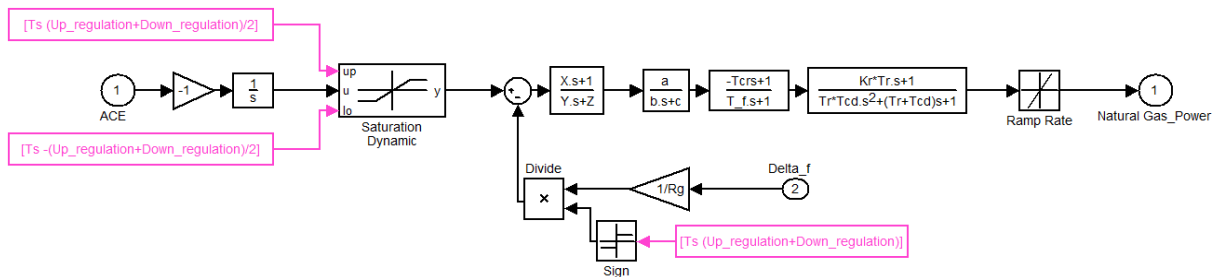 [Ts (Up_regulation+Down_regulation)/2]
1
ACE
-1
1
s
up
u
lo
y
Saturation
Dynamic
[Ts -(Up_regulation+Down_regulation)/2]
+
-
X.s+1
Y.s+Z
a
b.s+c
-Tcrs+1
T_f.s+1
Kr*Tr.s+1
Tr*Tcd.s2+(Tr+Tcd)s+1
Ramp Rate
1
Natural Gas_Power
Divide
×
1/Rg
Delta_f
2
Sign
[Ts (Up_regulation+Down_regulation)]